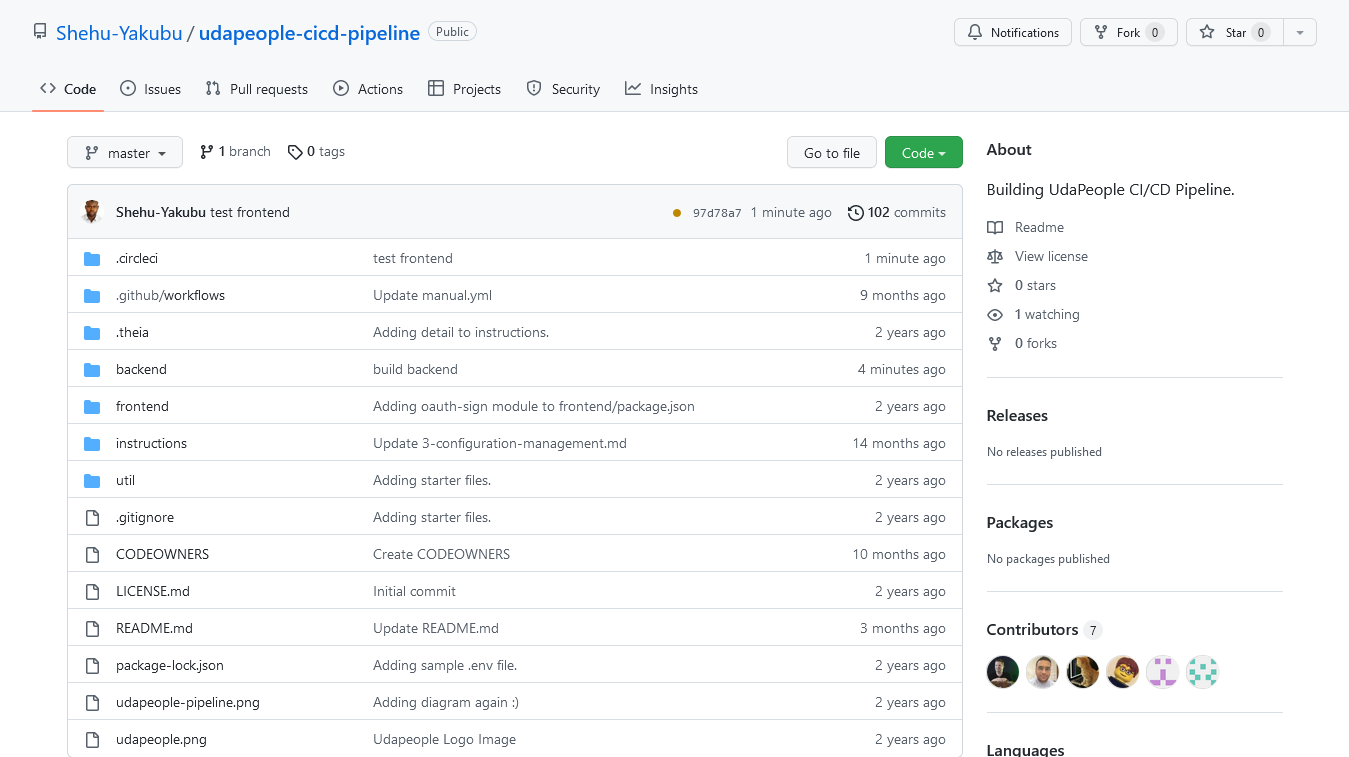 Shehu-Yakubu / udapeople-cicd-pipeline Public Notifications Fork 0 Star 0
Code Issues Pull requests Actions Projects Security Insights
master 1 branch 0 tags Go to file Code
Shehu-Yakubu test frontend 97d78a7 1 minute ago 102 commits
.circleci test frontend 1 minute ago
.github/workflows Update manual.yml 9 months ago
.theia Adding detail to instructions. 2 years ago
backend build backend 4 minutes ago
frontend Adding oauth-sign module to frontend/package.json 2 years ago
instructions Update 3-configuration-management.md 14 months ago
util Adding starter files. 2 years ago
.gitignore Adding starter files. 2 years ago
CODEOWNERS Create CODEOWNERS 10 months ago
LICENSE.md Initial commit 2 years ago
README.md Update README.md 3 months ago
package-lock.json Adding sample .env file. 2 years ago
udapeople-pipeline.png Adding diagram again :) 2 years ago
udapeople.png Udapeople Logo Image 2 years ago
About
Building UdaPeople CI/CD Pipeline.
Readme
View license
0 stars
1 watching
0 forks
Releases
No releases published
Packages
No packages published
Contributors 7
Languages